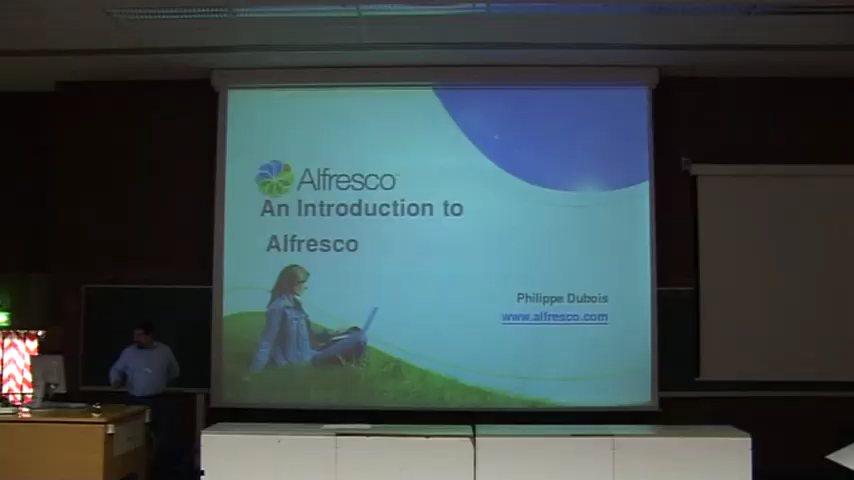 Alfresco
An Introduction to
Alfresco
Philippe Dubois
www.alfresco.com